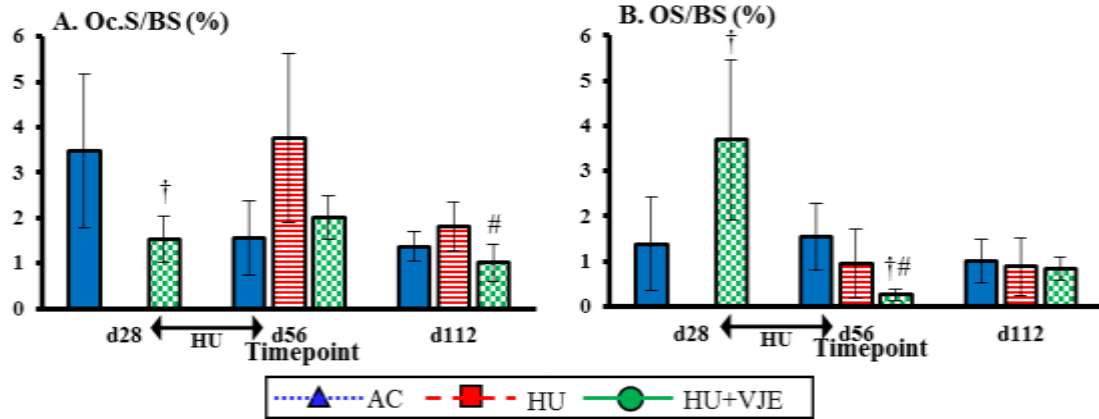 A. Oc.S/BS (%)
6
5
4
3
2
1
0
†
#
d28
HU
d56
d112
Timepoint
B. OS/BS (%)
6
5
4
3
2
1
0
†
†#
d28
HU
d56
d112
Timepoint
AC HU HU+VJE